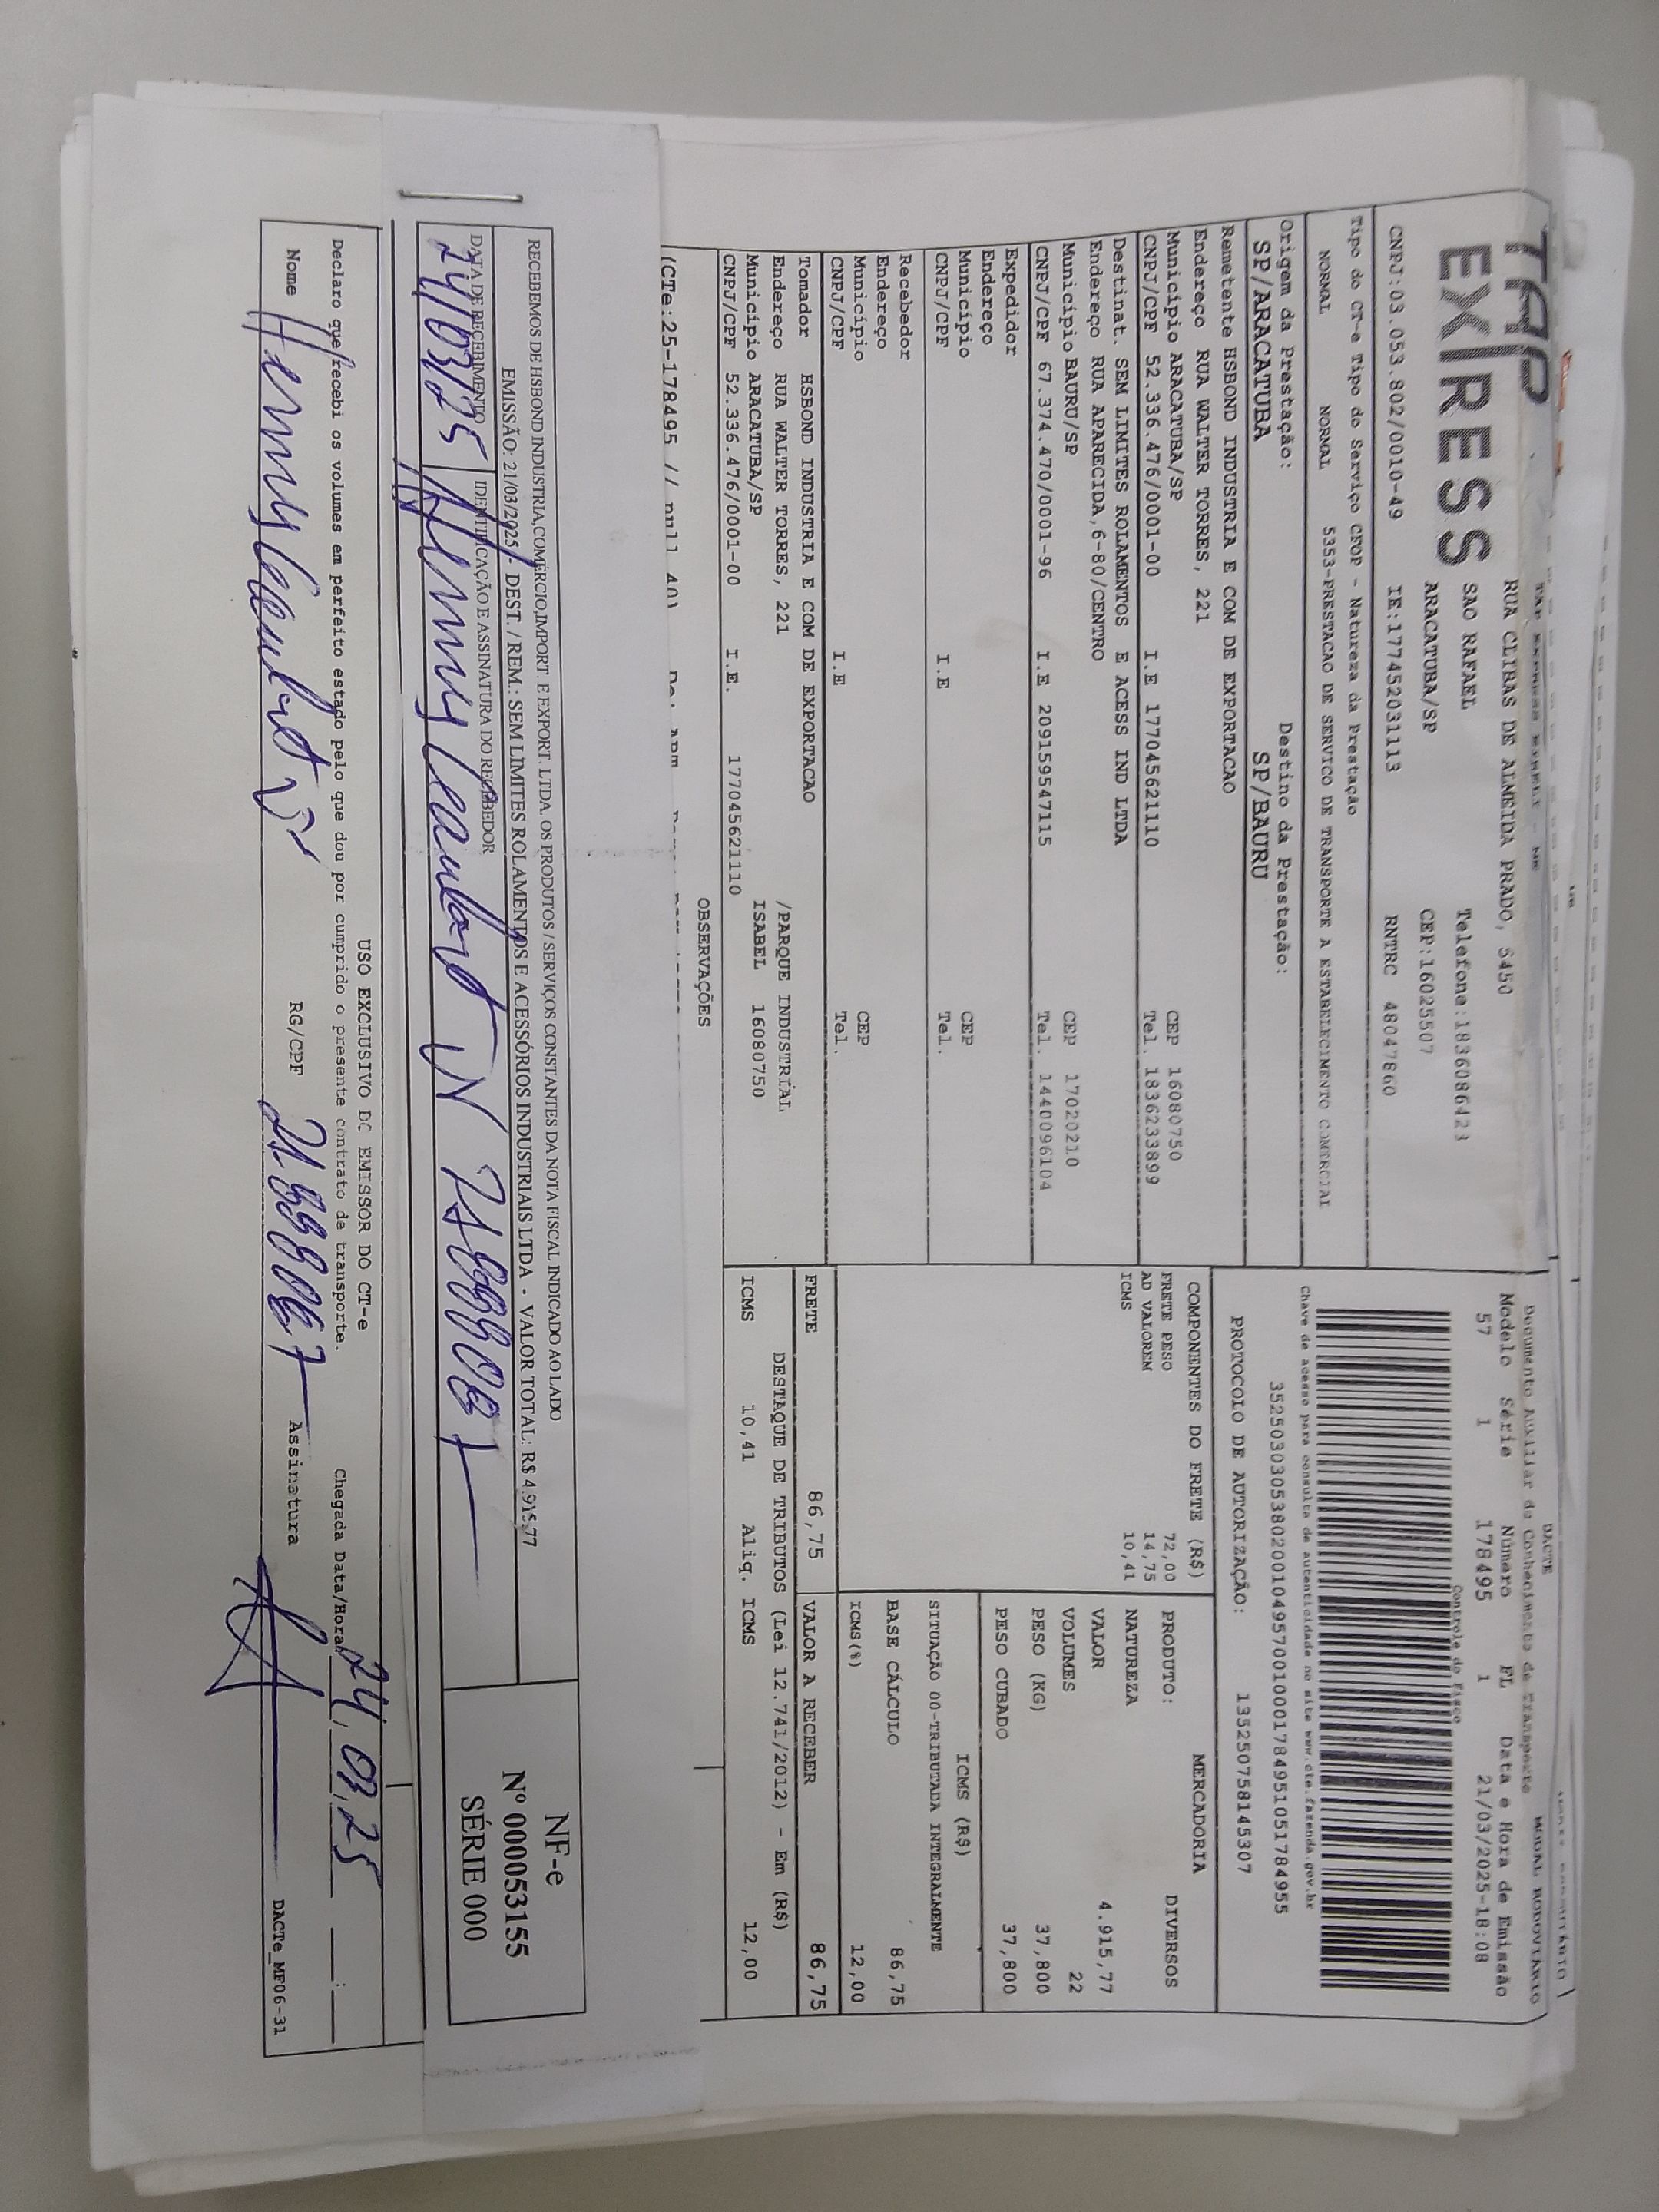 TAP
EXPRESS
RUA CLIBAS DE ALMEIDA PRADO, 5450
SAO RAFAEL Telefone:1836086423
ARACATUBA/SP CEP:16025507
CNPJ:03.053.802/0010-49 IE:177452031113 RNTRC 48047860
Tipo do CT-e Tipo do Serviço CFOP - Natureza da Prestação
NORMAL NORMAL 5353-PRESTACAO DE SERVICO DE TRANSPORTE A ESTABELECIMENTO COMERCIAL
Origem da Prestação: Destino da Prestação:
SP/ARACATUBA SP/BAURU
DACTE MODAL RODOVIÁRIO
Documento Auxiliar do Conhecimento de Transporte
Modelo Série Número FL Data e Hora de Emissão
57 1 178495 1 21/03/2025-18:08
Controle do Fisco
Chave de acesso para consulta de autenticidade no site www.cte.fazenda.gov.br
35250303053802001049570010001784951051784955
PROTOCOLO DE AUTORIZAÇÃO: 135250758145307
Remetente HSBOND INDUSTRIA E COM DE EXPORTACAO
Endereço RUA WALTER TORRES, 221
Município ARACATUBA/SP CEP 16080750
CNPJ/CPF 52.336.476/0001-00 I.E 177045621110 Tel. 1836233899
Destinat. SEM LIMITES ROLAMENTOS E ACESS IND LTDA
Endereço RUA APARECIDA,6-80/CENTRO
Município BAURU/SP CEP 17020210
CNPJ/CPF 67.374.470/0001-96 I.E 209159547115 Tel. 1440096104
Expedidor
Endereço
Município CEP
CNPJ/CPF I.E Tel.
Recebedor
Endereço
Município CEP
CNPJ/CPF I.E Tel.
Tomador HSBOND INDUSTRIA E COM DE EXPORTACAO
Endereço RUA WALTER TORRES, 221 /PARQUE INDUSTRIAL
Município ARACATUBA/SP ISABEL 16080750
CNPJ/CPF 52.336.476/0001-00 I.E. 177045621110
COMPONENTES DO FRETE (R$)
FRETE PESO 72,00
AD VALOREM 14,75
ICMS 10,41
MERCADORIA
PRODUTO: DIVERSOS
NATUREZA
VALOR 4.915,77
VOLUMES 22
PESO (KG) 37,800
PESO CUBADO 37,800
ICMS (R$)
SITUAÇÃO 00-TRIBUTADA INTEGRALMENTE
BASE CÁLCULO 86,75
ICMS(%) 12,00
FRETE 86,75 VALOR A RECEBER 86,75
DESTAQUE DE TRIBUTOS (Lei 12.741/2012) - Em (R$)
ICMS 10,41 Aliq. ICMS 12,00
OBSERVAÇÕES
(CTe:25-178495 //
RECEBEMOS DE HSBOND INDUSTRIA,COMÉRCIO,IMPORT. E EXPORT. LTDA. OS PRODUTOS / SERVIÇOS CONSTANTES DA NOTA FISCAL INDICADO AO LADO
EMISSÃO: 21/03/2025 - DEST. / REM.: SEM LIMITES ROLAMENTOS E ACESSÓRIOS INDUSTRIAIS LTDA - VALOR TOTAL: R$ 4.915,77
DATA DE RECEBIMENTO IDENTIFICAÇÃO E ASSINATURA DO RECEBEDOR
24/03/25
NF-e
Nº 000053155
SÉRIE 000
USO EXCLUSIVO DO EMISSOR DO CT-e
Declaro que recebi os volumes em perfeito estado pelo que dou por cumprido o presente contrato de transporte. Chegada Data/Hora 24,03,25
Nome RG/CPF Assinatura
DACTe_MF06-31